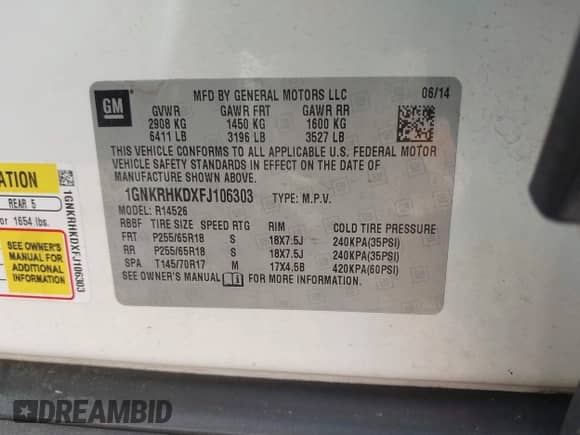 GM
MFD BY GENERAL MOTORS LLC 06/14
GVWR GAWR FRT GAWR RR
2908 KG 1450 KG 1600 KG
6411 LB 3196 LB 3527 LB
THIS VEHICLE CONFORMS TO ALL APPLICABLE U.S. FEDERAL MOTOR
VEHICLE SAFETY STANDARDS IN EFFECT ON THE DATE OF
MANUFACTURE SHOWN ABOVE.
1GNKRHKDXFJ106303 TYPE: M.P.V.
MODEL: R14526
RBBF TIRE SIZE SPEED RTG RIM COLD TIRE PRESSURE
FRT P255/65R18 S 18X7.5J 240KPA(35PSI)
RR P255/65R18 S 18X7.5J 240KPA(35PSI)
SPA T145/70R17 M 17X4.5B 420KPA(60PSI)
SEE OWNER'S MANUAL FOR MORE INFORMATION
ATION
REAR 5
or 1654 lbs.
SEE OWNER'S
MANUAL FOR
ADDITIONAL
INFORMATION
1GNKRHKDXFJ106303
DREAMBID